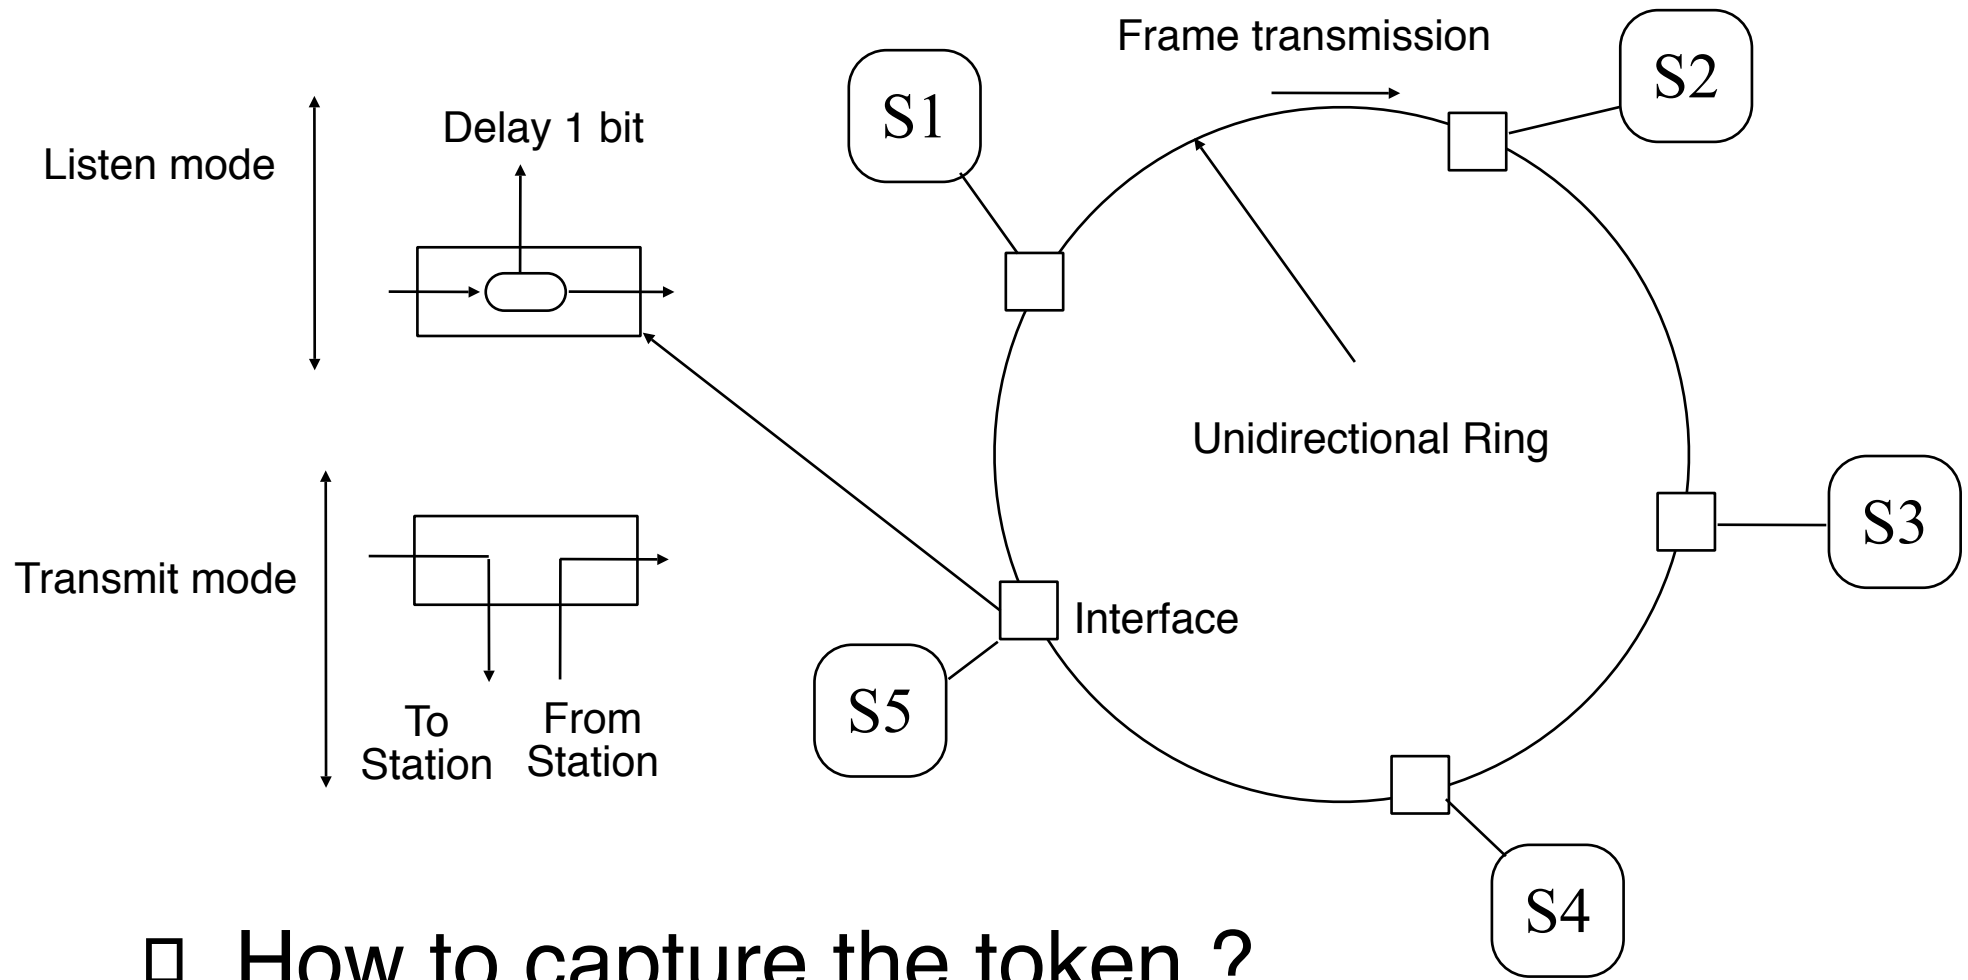 Frame transmission
S1
S2
Delay 1 bit
Listen mode
Unidirectional Ring
S3
Transmit mode
Interface
S5
To
Station
From
Station
S4
How to capture the token ?